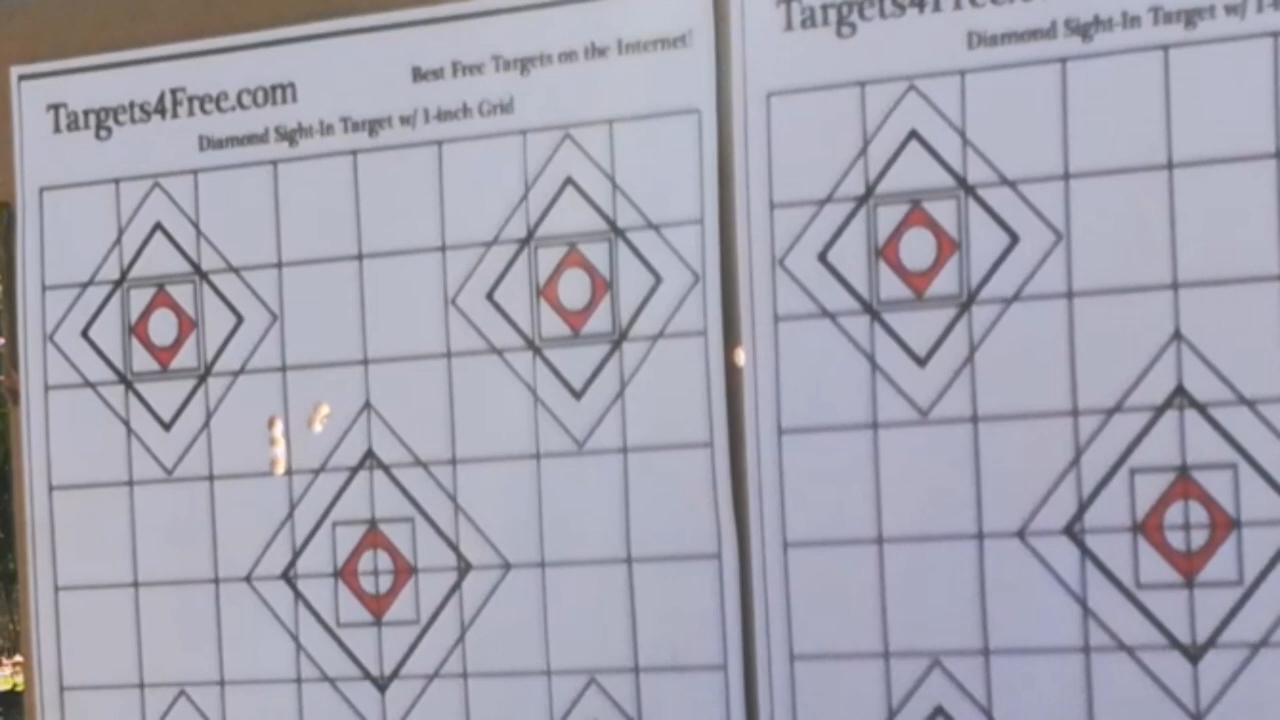 Targets4Free.com
Best Free Targets on the Internet!
Diamond Sight-In Target w/ 1-inch Grid
Diamond Sight-In Target w/